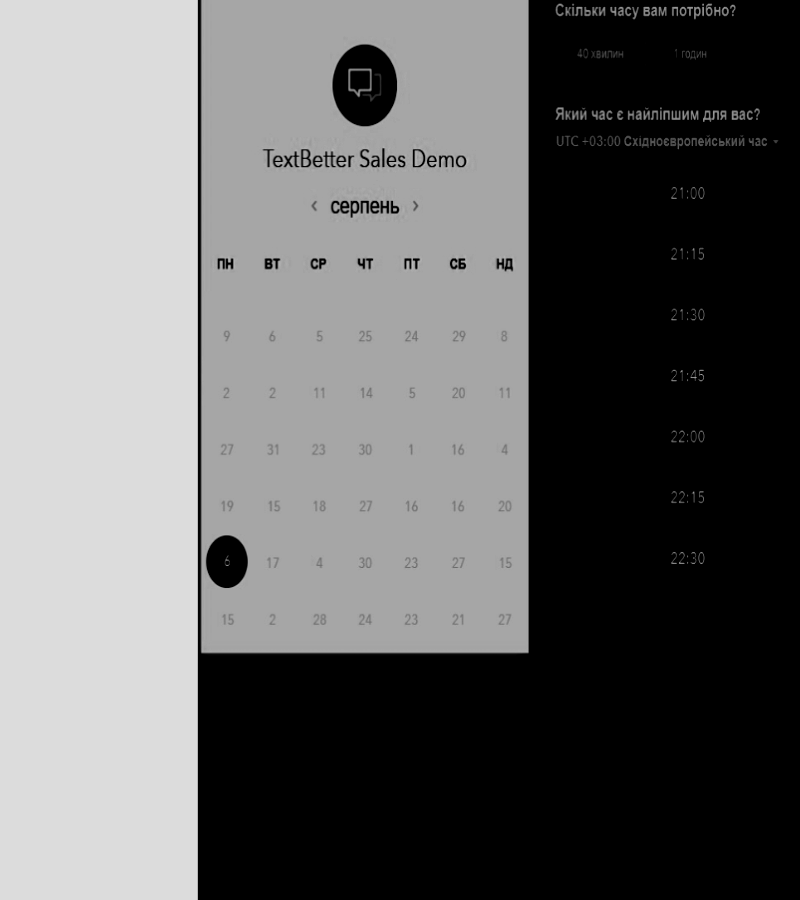 TextBetter Sales Demo
‹ серпень ›
ПН ВТ СР ЧТ ПТ СБ НД
9 6 5 25 24 29 8
2 2 11 14 5 20 11
27 31 23 30 1 16 4
19 15 18 27 16 16 20
6 17 4 30 23 27 15
15 2 28 24 23 21 27
Скільки часу вам потрібно?
40 хвилин 1 годин
Який час є найліпшим для вас?
UTC +03:00 Східноєвропейський час
21:00
21:15
21:30
21:45
22:00
22:15
22:30